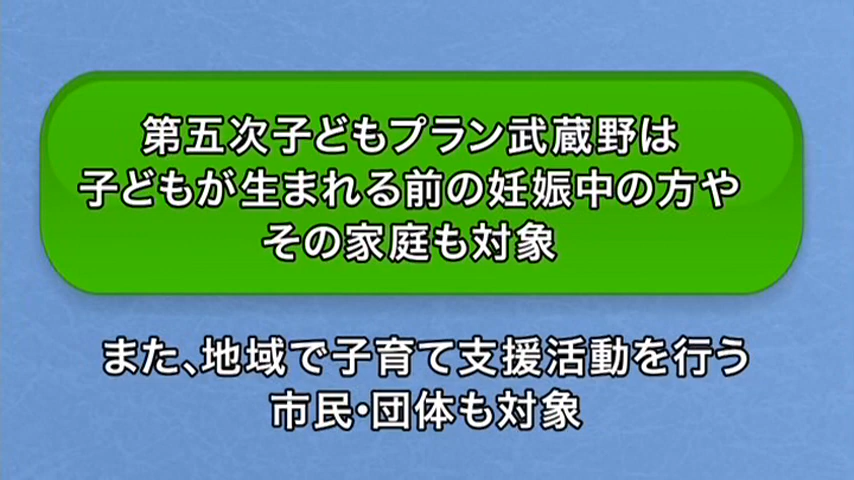 第五次子どもプラン武蔵野は
子どもが生まれる前の妊娠中の方や
その家庭も対象
また、地域で子育て支援活動を行う
市民・団体も対象